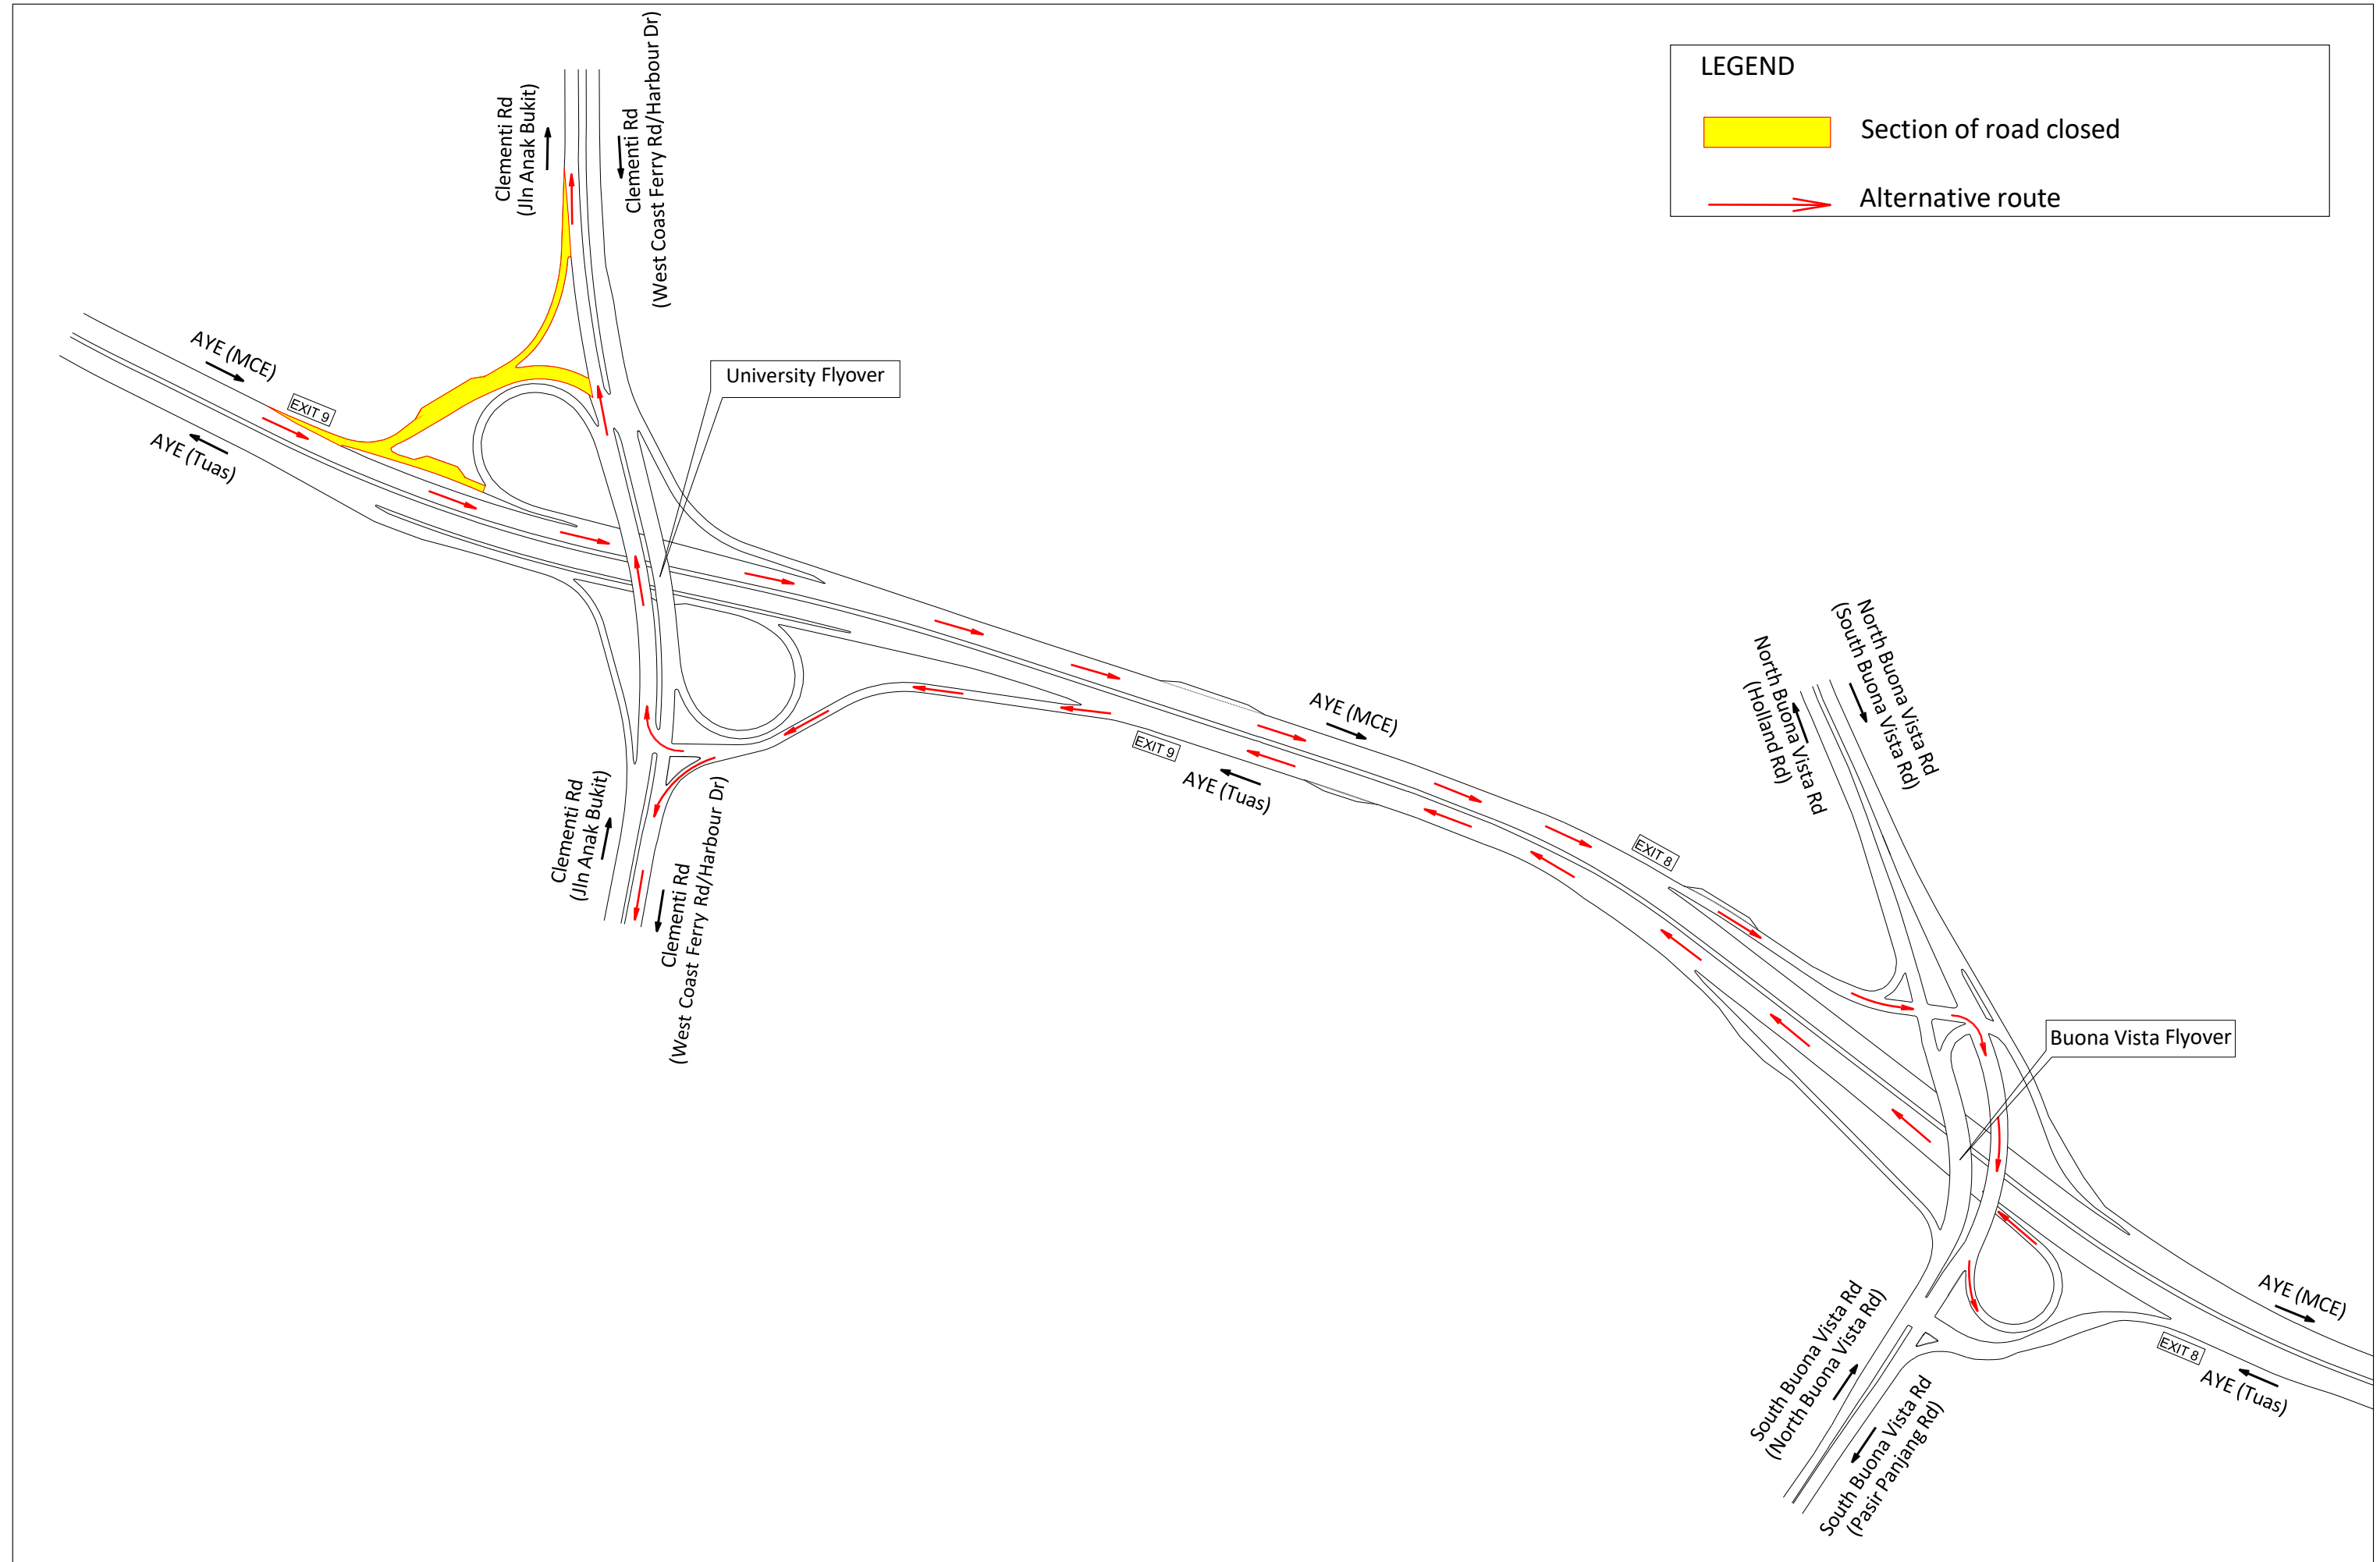 LEGEND
Section of road closed
Alternative route
Clementi Rd
(Jln Anak Bukit)
Clementi Rd
(West Coast Ferry Rd/Harbour Dr)
AYE (MCE)
EXIT 9
AYE (Tuas)
University Flyover
North Buona Vista Rd
(South Buona Vista Rd)
North Buona Vista Rd
(Holland Rd)
AYE (MCE)
EXIT 9
AYE (Tuas)
Clementi Rd
(Jln Anak Bukit)
Clementi Rd
(West Coast Ferry Rd/Harbour Dr)
EXIT 8
Buona Vista Flyover
AYE (MCE)
EXIT 8
AYE (Tuas)
South Buona Vista Rd
(North Buona Vista Rd)
South Buona Vista Rd
(Pasir Panjang Rd)